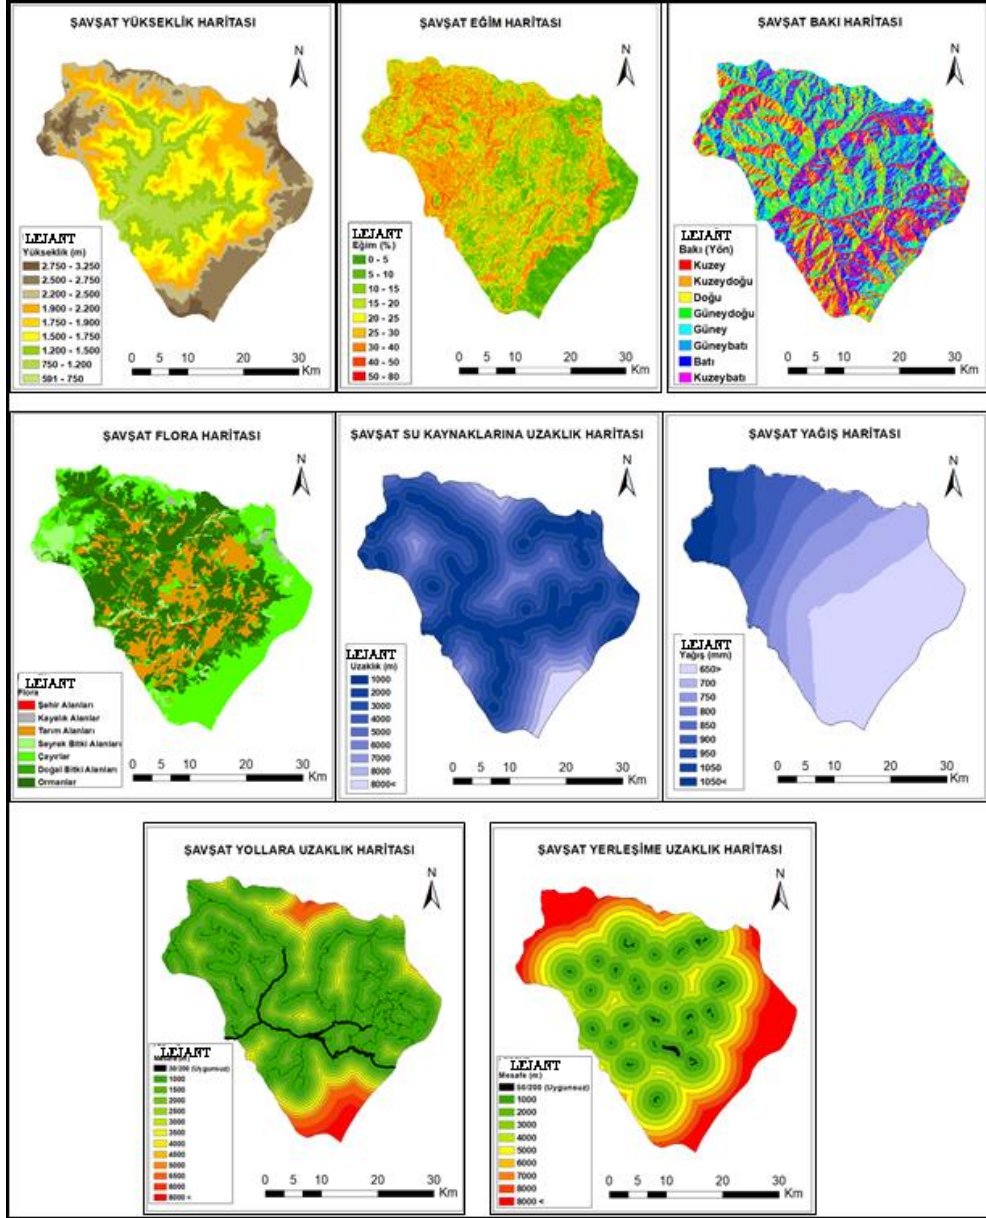 ŞAVŞAT YÜKSEKLİK HARİTASI
N
LEJANT
Yükseklik (m)
2.750 - 3.250
2.500 - 2.750
2.200 - 2.500
1.900 - 2.200
1.750 - 1.900
1.500 - 1.750
1.200 - 1.500
750 - 1.200
591 - 750
0 5 10 20 30
Km
ŞAVŞAT EĞİM HARİTASI
N
LEJANT
Eğim (%)
0 - 5
5 - 10
10 - 15
15 - 20
20 - 25
25 - 30
30 - 40
40 - 50
50 - 80
0 5 10 20 30
Km
ŞAVŞAT BAKI HARİTASI
N
LEJANT
Bakı (Yön)
Kuzey
Kuzeydoğu
Doğu
Güneydoğu
Güney
Güneybatı
Batı
Kuzeybatı
0 5 10 20 30
Km
ŞAVŞAT FLORA HARİTASI
N
LEJANT
Flora
Şehir Alanları
Kayalık Alanlar
Tarım Alanları
Seyrek Bitki Alanları
Çayırlar
Doğal Bitki Alanları
Ormanlar
0 5 10 20 30
Km
ŞAVŞAT SU KAYNAKLARINA UZAKLIK HARİTASI
N
LEJANT
Uzaklık (m)
1000
2000
3000
4000
5000
6000
7000
8000
8000<
0 5 10 20 30
Km
ŞAVŞAT YAĞIŞ HARİTASI
N
LEJANT
Yağış (mm)
650>
700
750
800
850
900
950
1050
1050<
0 5 10 20 30
Km
ŞAVŞAT YOLLARA UZAKLIK HARİTASI
N
LEJANT
Mesafe (m)
30/200 (Uygunsuz)
1000
1500
2000
2500
3000
3500
4000
4500
5000
6500
8000
8000 <
0 5 10 20 30
Km
ŞAVŞAT YERLEŞİME UZAKLIK HARİTASI
N
LEJANT
Mesafe (m)
50/200 (Uygunsuz)
1000
2000
3000
4000
5000
6000
7000
8000
8000 <
0 5 10 20 30
Km